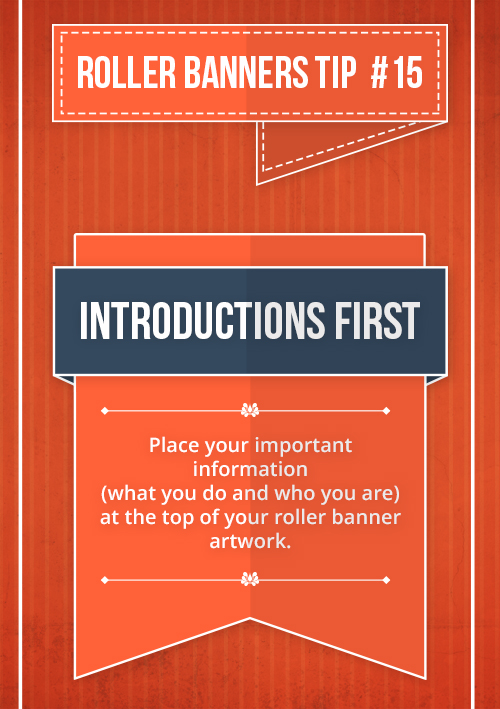 ROLLER BANNERS TIP #15
INTRODUCTIONS FIRST
Place your important
information
(what you do and who you are)
at the top of your roller banner
artwork.